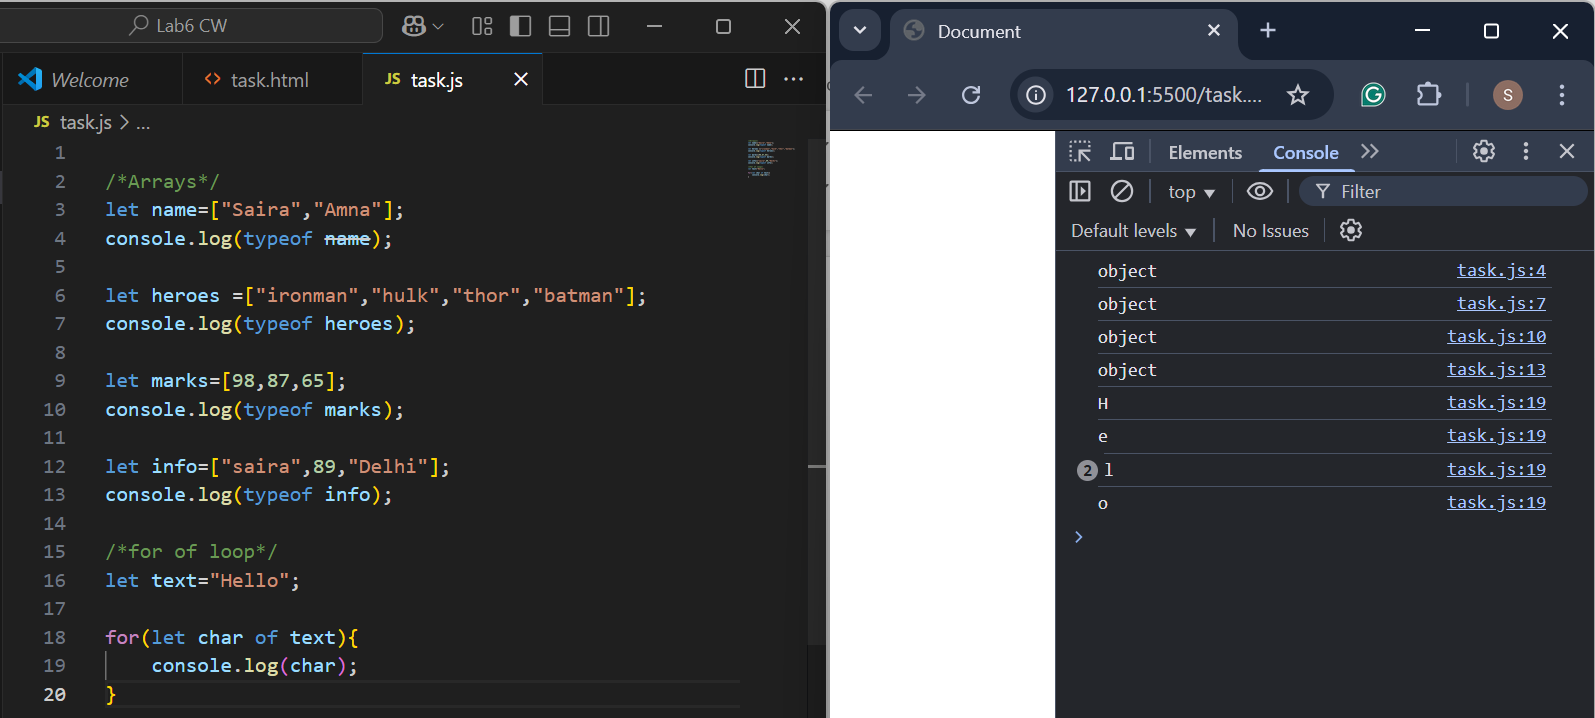 Lab6 CW
Welcome
task.html
JS task.js
JS task.js > ...
1
2 /*Arrays*/
3 let name=["Saira","Amna"];
4 console.log(typeof name);
5
6 let heroes =["ironman","hulk","thor","batman"];
7 console.log(typeof heroes);
8
9 let marks=[98,87,65];
10 console.log(typeof marks);
11
12 let info=["saira",89,"Delhi"];
13 console.log(typeof info);
14
15 /*for of loop*/
16 let text="Hello";
17
18 for(let char of text){
19 console.log(char);
20 }
Document
127.0.0.1:5500/task....
S
Elements Console
top Filter
Default levels No Issues
object task.js:4
object task.js:7
object task.js:10
object task.js:13
H task.js:19
e task.js:19
2 l task.js:19
o task.js:19